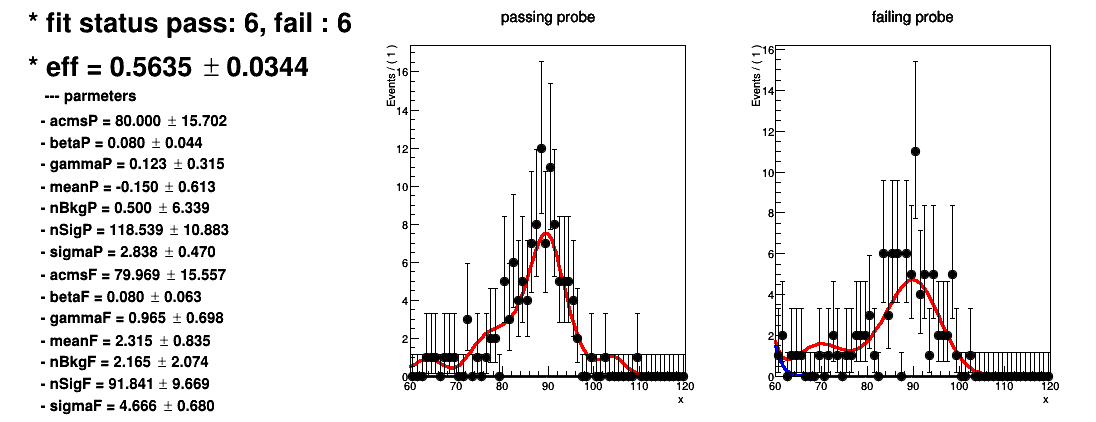 * fit status pass: 6, fail : 6
* eff = 0.5635 ± 0.0344
--- parmeters
- acmsP = 80.000 ± 15.702
- betaP = 0.080 ± 0.044
- gammaP = 0.123 ± 0.315
- meanP = -0.150 ± 0.613
- nBkgP = 0.500 ± 6.339
- nSigP = 118.539 ± 10.883
- sigmaP = 2.838 ± 0.470
- acmsF = 79.969 ± 15.557
- betaF = 0.080 ± 0.063
- gammaF = 0.965 ± 0.698
- meanF = 2.315 ± 0.835
- nBkgF = 2.165 ± 2.074
- nSigF = 91.841 ± 9.669
- sigmaF = 4.666 ± 0.680
passing probe
Events / ( 1 )
16
14
12
10
8
6
4
2
0
60 70 80 90 100 110 120
x
failing probe
Events / ( 1 )
16
14
12
10
8
6
4
2
0
60 70 80 90 100 110 120
x